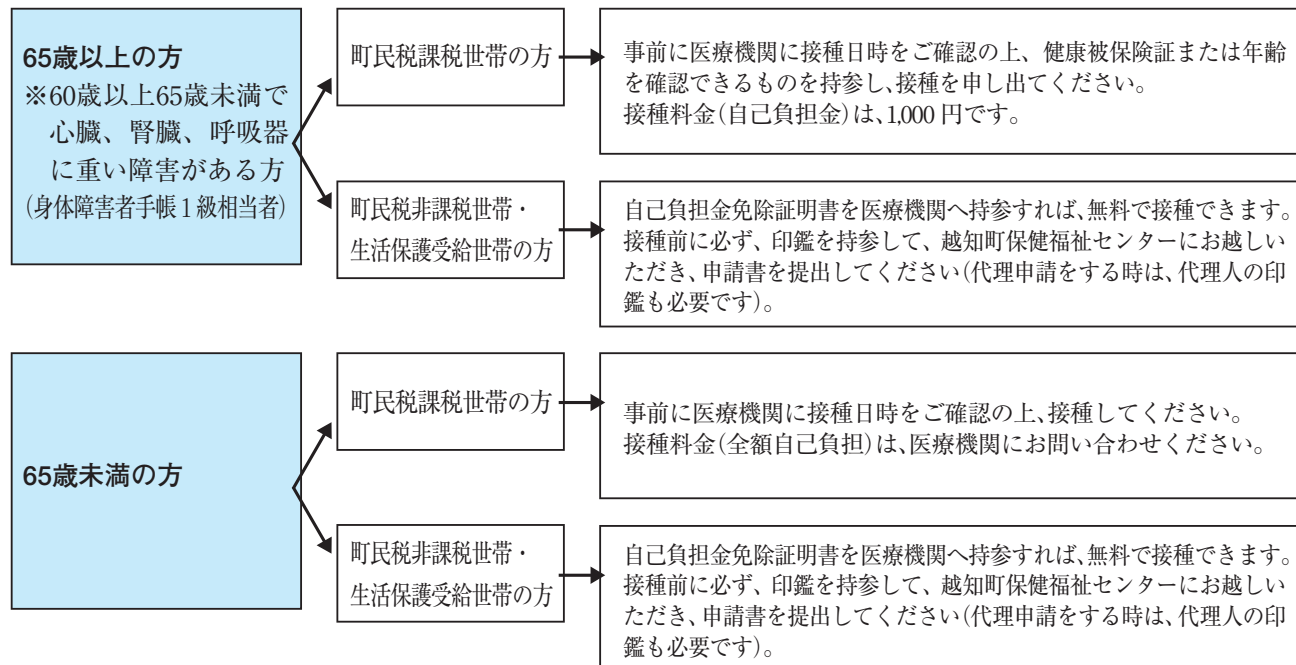 65歳以上の方
※60歳以上65歳未満で
心臓、腎臓、呼吸器
に重い障害がある方
(身体障害者手帳1級相当者)
町民税課税世帯の方
事前に医療機関に接種日時をご確認の上、健康被保険証または年齢
を確認できるものを持参し、接種を申し出てください。
接種料金(自己負担金)は、1,000円です。
町民税非課税世帯・
生活保護受給世帯の方
自己負担金免除証明書を医療機関へ持参すれば、無料で接種できます。
接種前に必ず、印鑑を持参して、越知町保健福祉センターにお越しい
ただき、申請書を提出してください(代理申請をする時は、代理人の印
鑑も必要です)。
65歳未満の方
町民税課税世帯の方
事前に医療機関に接種日時をご確認の上、接種してください。
接種料金(全額自己負担)は、医療機関にお問い合わせください。
町民税非課税世帯・
生活保護受給世帯の方
自己負担金免除証明書を医療機関へ持参すれば、無料で接種できます。
接種前に必ず、印鑑を持参して、越知町保健福祉センターにお越しい
ただき、申請書を提出してください(代理申請をする時は、代理人の印
鑑も必要です)。